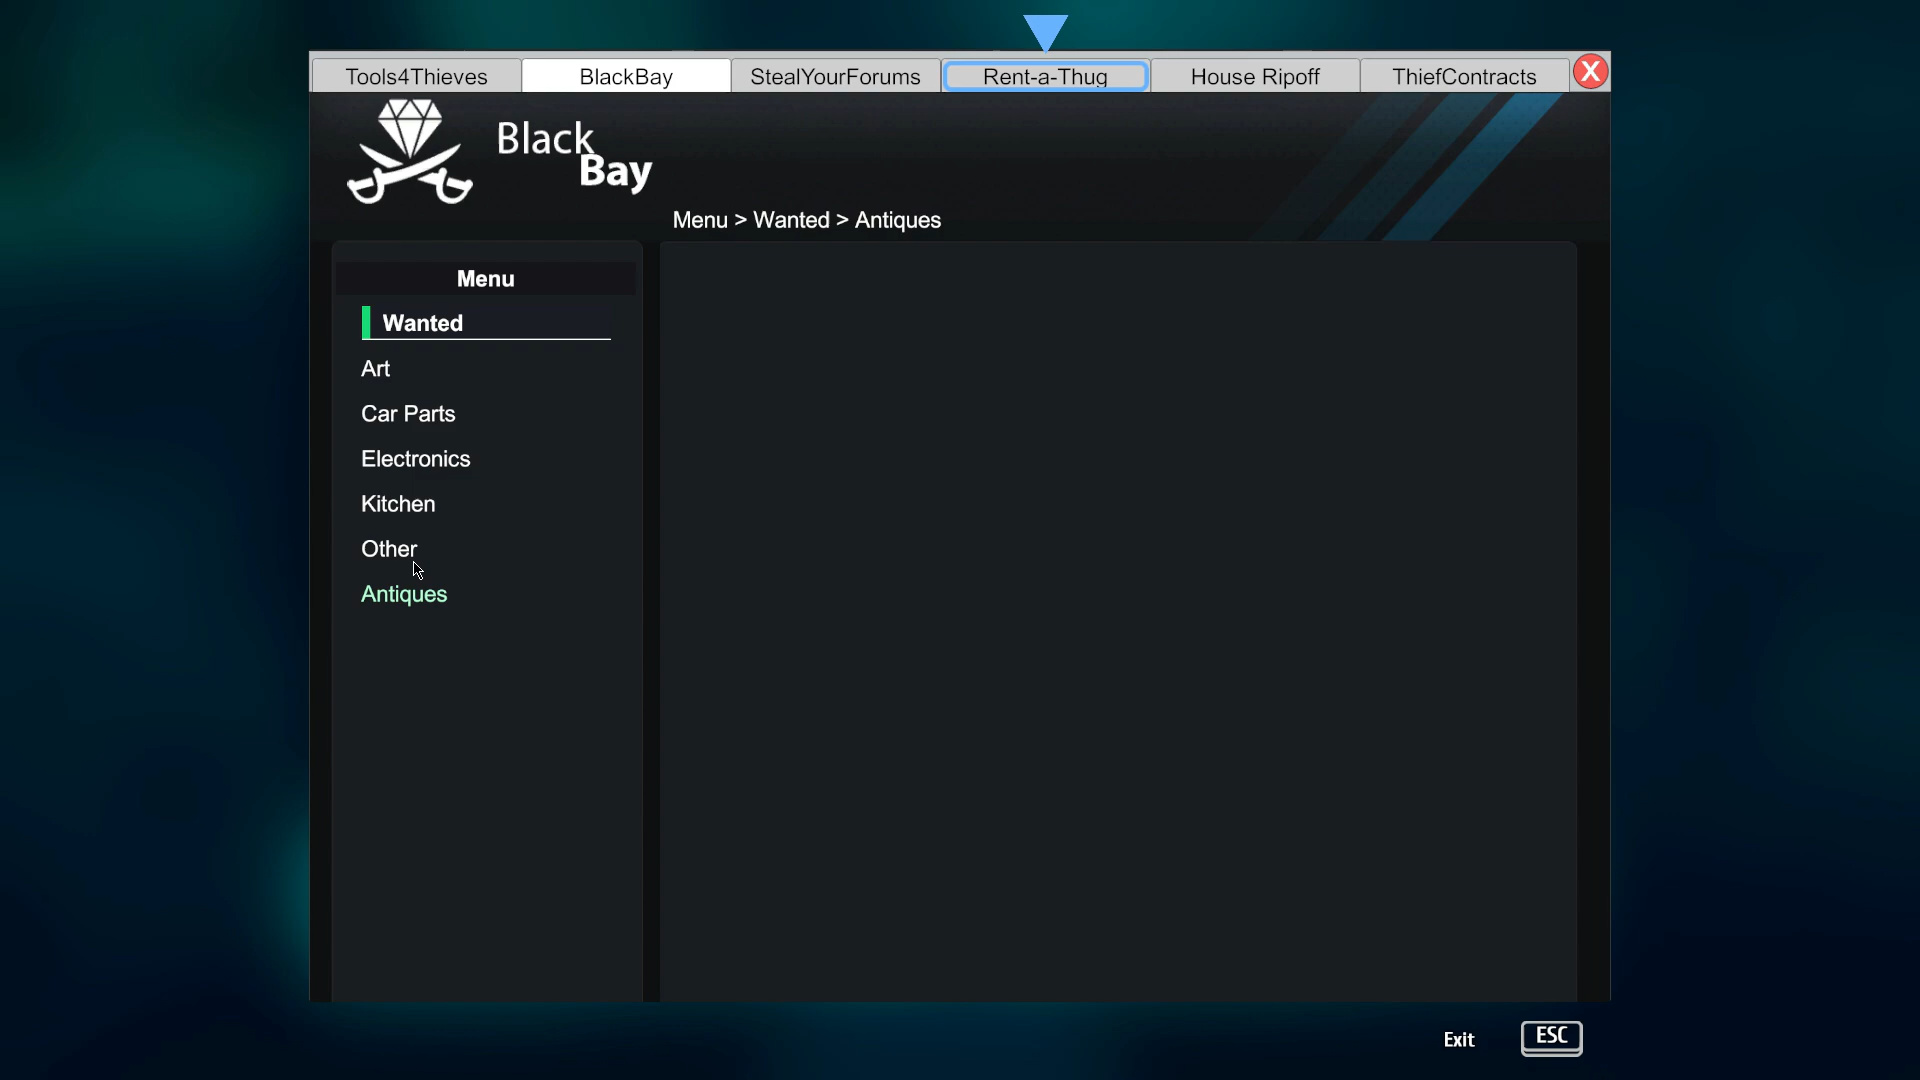 Tools4Thieves
BlackBay
StealYourForums
Rent-a-Thug
House Ripoff
ThiefContracts
X
Black
Bay
Menu > Wanted > Antiques
Menu
Wanted
Art
Car Parts
Electronics
Kitchen
Other
Antiques
Exit
ESC